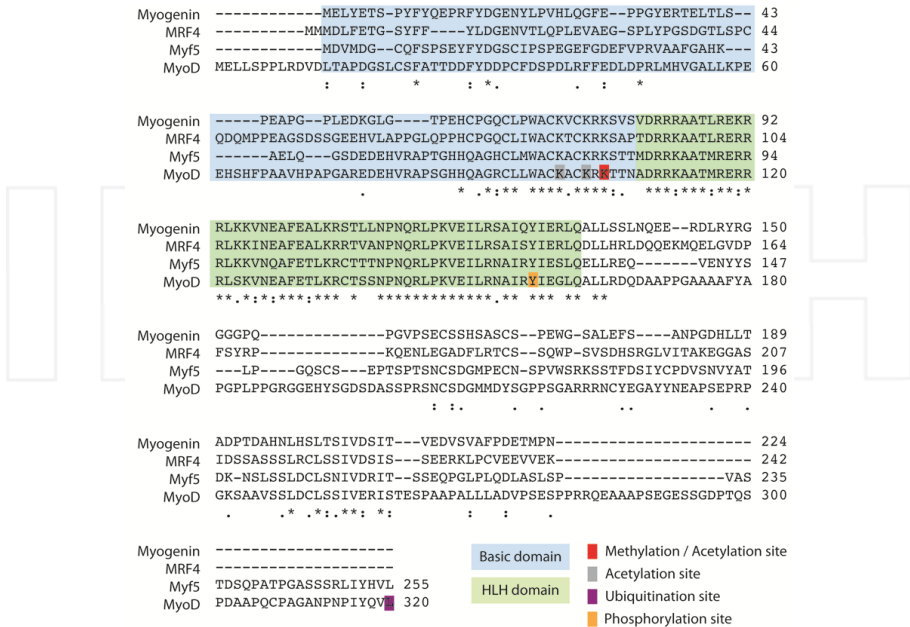 Myogenin ------------MELYETS-PYFYQEPRFYDGENYLPVHLQGFE--PPGYERTELTLS-- 43
MRF4 ----------MMMDLFETG-SYFF---YLDGENVTLQPLEVAEG-SPLYPGSDGTLSPC 44
Myf5 ------------MDVMDG--CQFSPSEYFYDGSCIPSPEGEFGDEFVPRVAAFGAHK-- 43
MyoD MELLSPPLRDVDLTAPDGSLCSFATTDDFYDDPCFDSPDLRFFEDLDPRLMHVGALLKPE 60
: : * :* *. : : *
Myogenin -----PEAPG--PLEDKGLG----TPEHCPGQCLPWACKVCKRKSVSVDRRRAATLREKR 92
MRF4 QDQMPPEAGSDSSGEEHVLAPPGLQPPHCPGQCLIWACKTCKRKSAPTDRRKAATLRERR 104
Myf5 -----AELQ---GSDEDEHVRAPTGHHQAGHCLMWACKACKRKSTTMDRRKAATMRERR 94
MyoD EHSHFPAAVHPAPGAREDEHVRAPSGHHQAGRCLLWACKACKRKTTNADRRKAATMRERR 120
. * *.:** ****.****:. ***:***:**:*
Myogenin RLKKVNEAFEALKRSTLLNPNQRLPKVEILRSAIQYIERLQALLSSLNQEE--RDLRYRG 150
MRF4 RLKKINEAFEALKRRTVANPNQRLPKVEILRSAISYIERLQDLLHRLDQQEKMQELGVDP 164
Myf5 RLKKVNQAFETLKRCTTTNPNQRLPKVEILRNAIRYIESLQELLREQ------VENYYS 147
MyoD RLSKVNEAFETLKRCTSSNPNQRLPKVEILRNAIRYIEGLQALLRDQDAAPPGAAAAFYA 180
**.*:*:***:*** * *************.** *** ** **
Myogenin GGGPQ--------------PGVPSECSSHSASCS--PEWG-SALEFS---ANPGDHLLT 189
MRF4 FSYRP--------------KQENLEGADFLRTCS--SQWP-SVSDHSRGLVITAKEGGAS 207
Myf5 ---LP-----GQSCS---EPTSPTSNCSDGMPECN-SPVWSRKSSTFDSIYCPDVSNVYAT 196
MyoD PGPLPPGRGGEHYSGDSDASSPRSNCSDGMMDYSGPPSGARRRNCYEGAYYNEAPSEPRP 240
: :. . . .. . .
Myogenin ADPTDAHNLHSLTSIVDSIT---VEDVSVAFPDETMPN---------------------- 224
MRF4 IDSSASSSLRCLSSIVDSIS---SEERKLPCVEEVVEK---------------------- 242
Myf5 DK-NSLSSLDCLSSIVDRIT---SSEQPGLPLQDLASLSP-----------------VAS 235
MyoD GKSAAVSSLDCLSSIVERISTESPAAPALLLADVPSESPPRRQEAAAPSEGESSGDPTQS 300
. .* .*:.***: *: : : .
Myogenin --------------------
MRF4 --------------------
Myf5 TDSQPATPGASSSRLIYHVL 255
MyoD PDAAPQCPAGANPNPIYQVL 320
Basic domain
HLH domain
Methylation / Acetylation site
Acetylation site
Ubiquitination site
Phosphorylation site